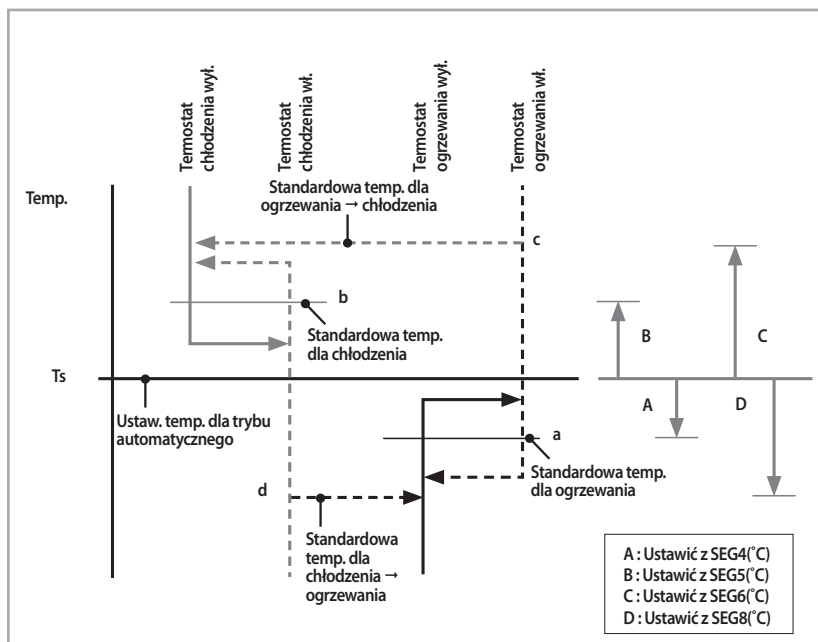 Termostat
chłodzenia wył.
Termostat
chłodzenia wł.
Termostat
ogrzewania wył.
Termostat
ogrzewania wł.
Temp.
Standardowa temp. dla
ogrzewania → chłodzenia
c
b
Standardowa temp.
dla chłodzenia
B
C
Ts
A
D
Ustaw. temp. dla trybu
automatycznego
a
Standardowa temp.
dla ogrzewania
d
Standardowa
temp. dla
chłodzenia →
ogrzewania
A : Ustawić z SEG4(˚C)
B : Ustawić z SEG5(˚C)
C : Ustawić z SEG6(˚C)
D : Ustawić z SEG8(˚C)